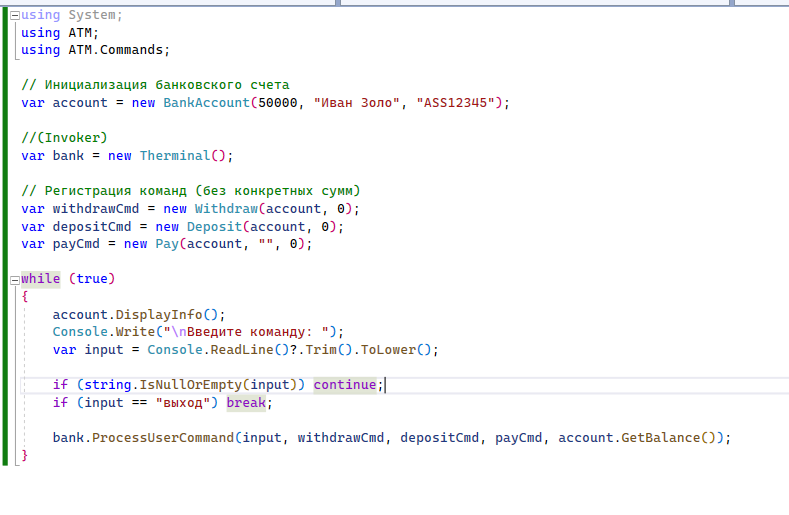 using System;
using ATM;
using ATM.Commands;
// Инициализация банковского счета
var account = new BankAccount(50000, "Иван Золо", "ASS12345");
//(Invoker)
var bank = new Therminal();
// Регистрация команд (без конкретных сумм)
var withdrawCmd = new Withdraw(account, 0);
var depositCmd = new Deposit(account, 0);
var payCmd = new Pay(account, "", 0);
while (true)
{
account.DisplayInfo();
Console.Write("\nВведите команду: ");
var input = Console.ReadLine()?.Trim().ToLower();
if (string.IsNullOrEmpty(input)) continue;
if (input == "выход") break;
bank.ProcessUserCommand(input, withdrawCmd, depositCmd, payCmd, account.GetBalance());
}